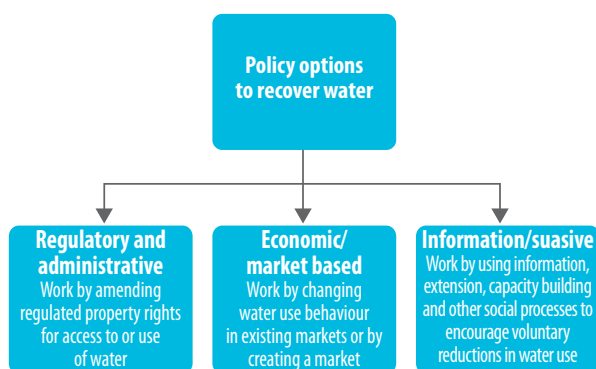 Policy options
to recover water
Regulatory and
administrative
Work by amending
regulated property rights
for access to or use
of water
Economic/
market based
Work by changing
water use behaviour
in existing markets or by
creating a market
Information/suasive
Work by using information,
extension, capacity building
and other social processes to
encourage voluntary
reductions in water use